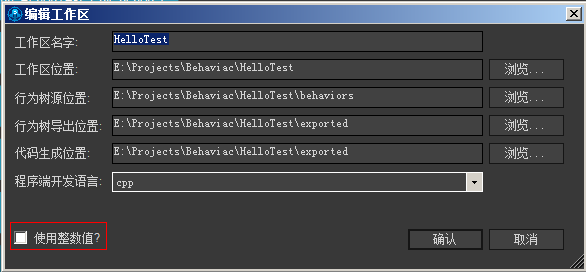 编辑工作区
工作区名字: HelloTest
工作区位置: E:\Projects\Behaviac\HelloTest 浏览...
行为树源位置: E:\Projects\Behaviac\HelloTest\behaviors 浏览...
行为树导出位置: E:\Projects\Behaviac\HelloTest\exported 浏览...
代码生成位置: E:\Projects\Behaviac\HelloTest\exported 浏览...
程序端开发语言: cpp
使用整数值? 确认 取消